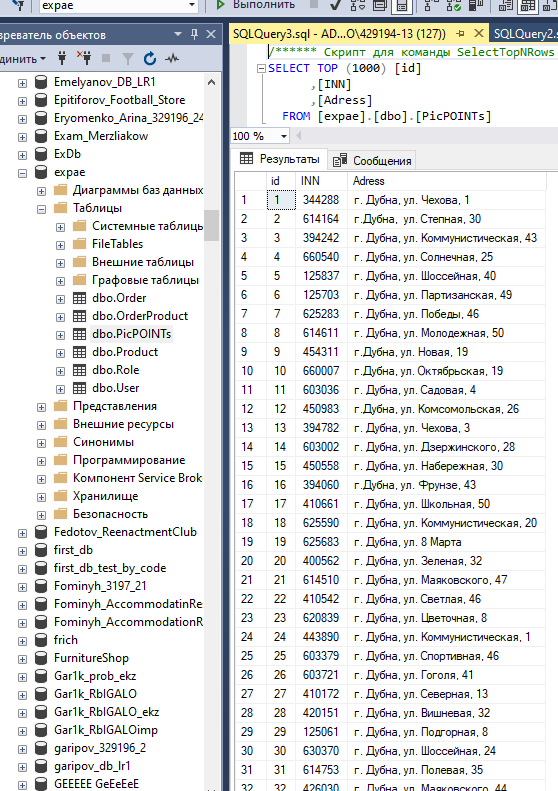 expae
Выполнить
зреватель объектов
динить
Emelyanov_DB_LR1
Epitiforov_Football_Store
Eryomenko_Arina_329196_24
Exam_Merzliakow
ExDb
expae
Диаграммы баз данных
Таблицы
Системные таблицы
FileTables
Внешние таблицы
Графовые таблицы
dbo.Order
dbo.OrderProduct
dbo.PicPOINTs
dbo.Product
dbo.Role
dbo.User
Представления
Внешние ресурсы
Синонимы
Программирование
Компонент Service Brok
Хранилище
Безопасность
Fedotov_ReenactmentClub
first_db
first_db_test_by_code
Fominyh_3197_21
Fominyh_AccommodatinRe
Fominyh_AccommodationR
frich
FurnitureShop
Gar1k_prob_ekz
Gar1k_RblGALO
Gar1k_RblGALO_ekz
Gar1k_RblGALOimp
garipov_329196_2
garipov_db_lr1
GEEEEE GeEeEeE
SQLQuery3.sql - AD...O\429194-13 (127))
SQLQuery2.s
/****** Скрипт для команды SelectTopNRows
SELECT TOP (1000) [id]
,[INN]
,[Adress]
FROM [expae].[dbo].[PicPOINTs]
100 %
Результаты Сообщения
id INN Adress
1 1 344288 г. Дубна, ул. Чехова, 1
2 2 614164 г. Дубна, ул. Степная, 30
3 3 394242 г. Дубна, ул. Коммунистическая, 43
4 4 660540 г. Дубна, ул. Солнечная, 25
5 5 125837 г. Дубна, ул. Шоссейная, 40
6 6 125703 г. Дубна, ул. Партизанская, 49
7 7 625283 г. Дубна, ул. Победы, 46
8 8 614611 г. Дубна, ул. Молодежная, 50
9 9 454311 г.Дубна, ул. Новая, 19
10 10 660007 г.Дубна, ул. Октябрьская, 19
11 11 603036 г. Дубна, ул. Садовая, 4
12 12 450983 г.Дубна, ул. Комсомольская, 26
13 13 394782 г. Дубна, ул. Чехова, 3
14 14 603002 г. Дубна, ул. Дзержинского, 28
15 15 450558 г. Дубна, ул. Набережная, 30
16 16 394060 г.Дубна, ул. Фрунзе, 43
17 17 410661 г. Дубна, ул. Школьная, 50
18 18 625590 г. Дубна, ул. Коммунистическая, 20
19 19 625683 г. Дубна, ул. 8 Марта
20 20 400562 г. Дубна, ул. Зеленая, 32
21 21 614510 г. Дубна, ул. Маяковского, 47
22 22 410542 г. Дубна, ул. Светлая, 46
23 23 620839 г. Дубна, ул. Цветочная, 8
24 24 443890 г. Дубна, ул. Коммунистическая, 1
25 25 603379 г. Дубна, ул. Спортивная, 46
26 26 603721 г. Дубна, ул. Гоголя, 41
27 27 410172 г. Дубна, ул. Северная, 13
28 28 420151 г. Дубна, ул. Вишневая, 32
29 29 125061 г. Дубна, ул. Подгорная, 8
30 30 630370 г. Дубна, ул. Шоссейная, 24
31 31 614753 г. Дубна, ул. Полевая, 35
32 32 426030 г. Дубна, ул. Маяковского, 44